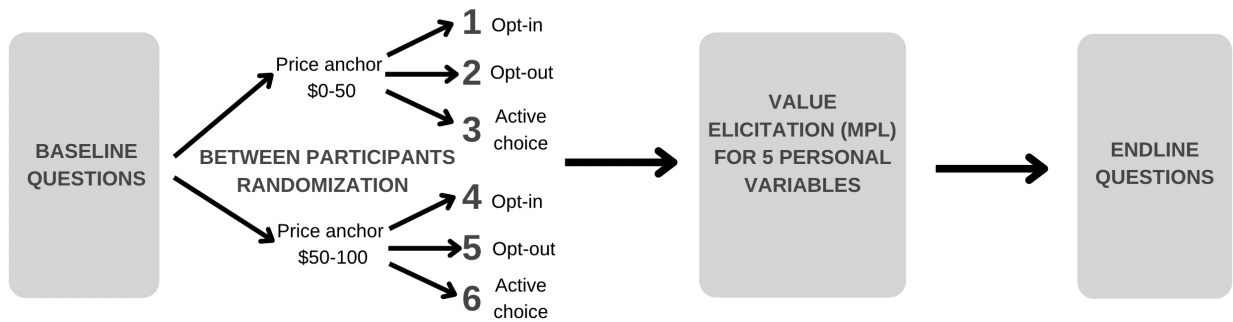 BASELINE
QUESTIONS
Price anchor
$0-50
1 Opt-in
2 Opt-out
3 Active
choice
BETWEEN PARTICIPANTS
RANDOMIZATION
Price anchor
$50-100
4 Opt-in
5 Opt-out
6 Active
choice
VALUE
ELICITATION (MPL)
FOR 5 PERSONAL
VARIABLES
ENDLINE
QUESTIONS